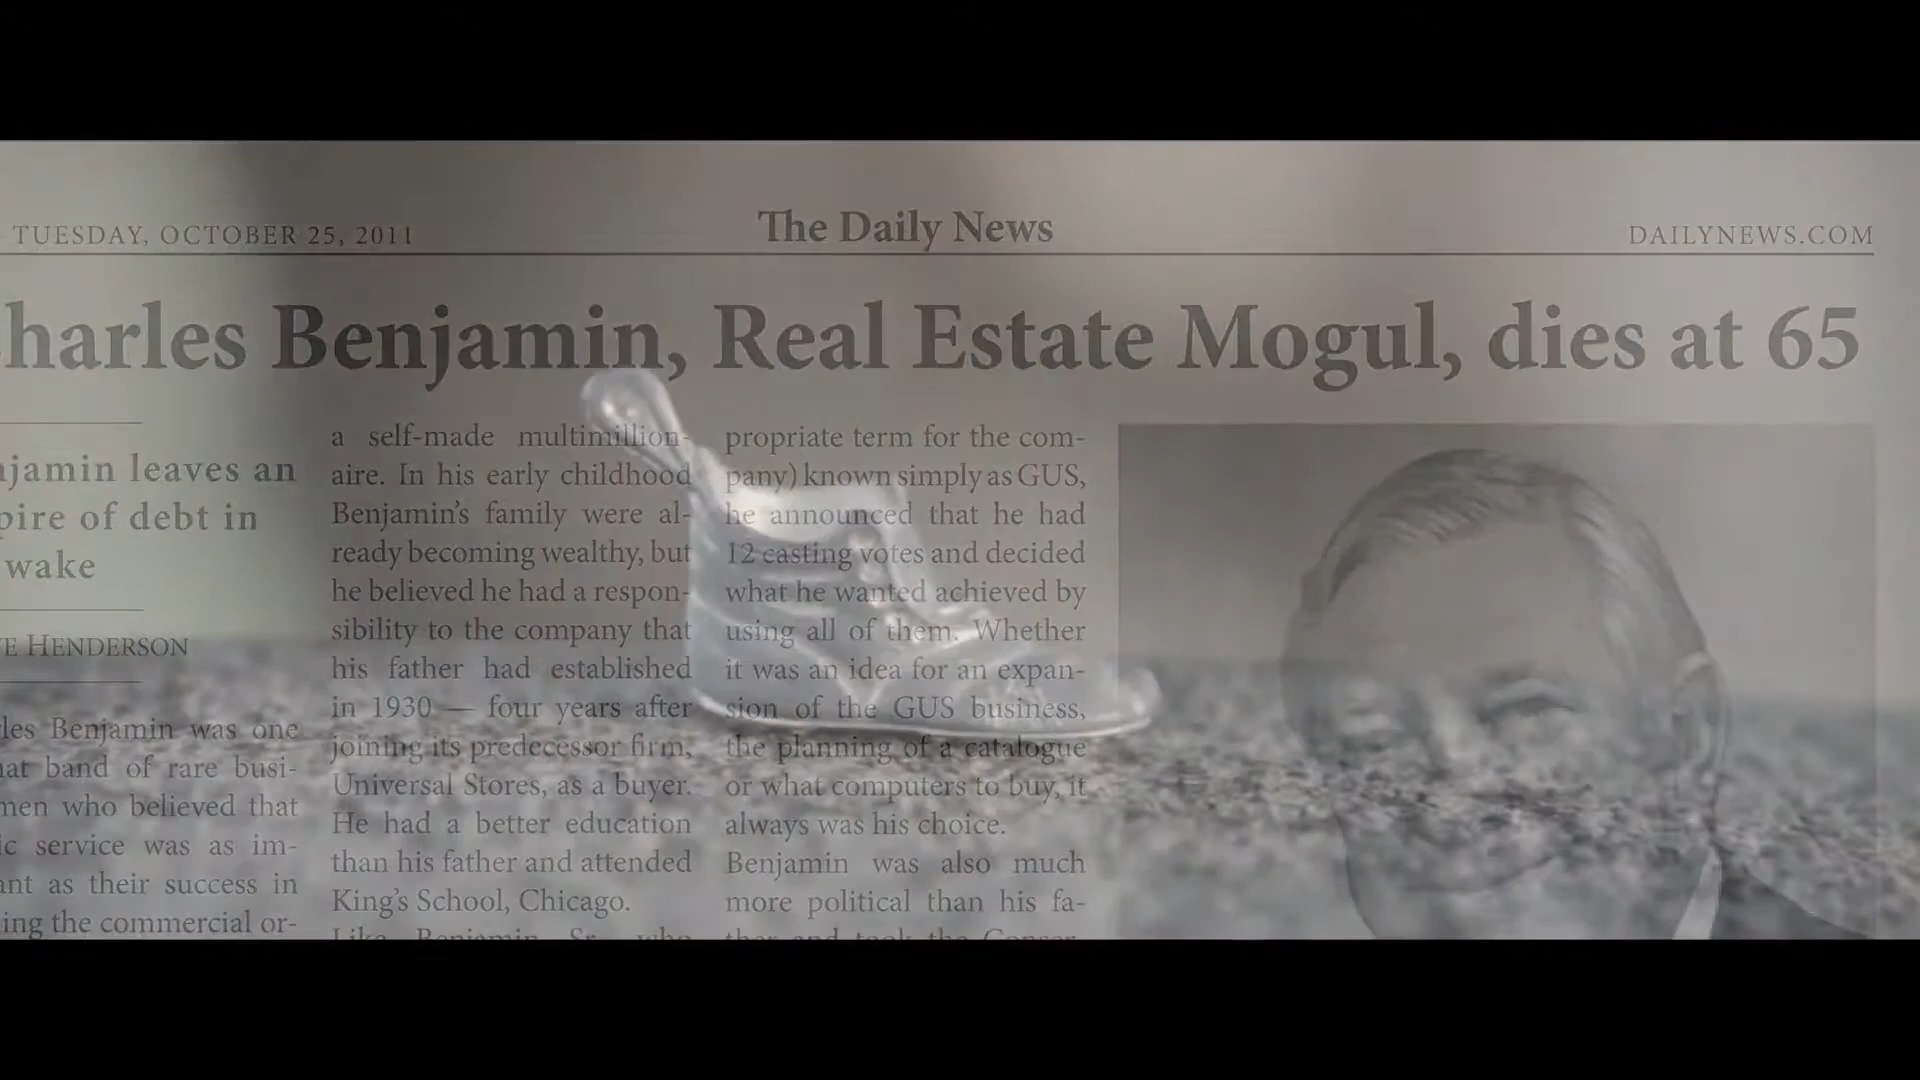 TUESDAY, OCTOBER 25, 2011
The Daily News
DAILYNEWS.COM
harles Benjamin, Real Estate Mogul, dies at 65
jamin leaves an
pire of debt in
wake
E HENDERSON
les Benjamin was one
at band of rare busi-
men who believed that
ic service was as im-
ant as their success in
ing the commercial or-
a self-made multimillion-
aire. In his early childhood
Benjamin's family were al-
ready becoming wealthy, but
he believed he had a respon-
sibility to the company that
his father had established
in 1930 — four years after
joining its predecessor firm,
Universal Stores, as a buyer.
He had a better education
than his father and attended
King's School, Chicago.
Like Benjamin Sr. who
propriate term for the com-
pany) known simply as GUS,
he announced that he had
12 casting votes and decided
what he wanted achieved by
using all of them. Whether
it was an idea for an expan-
sion of the GUS business,
the planning of a catalogue
or what computers to buy, it
always was his choice.
Benjamin was also much
more political than his fa-
ther and took the Conser-